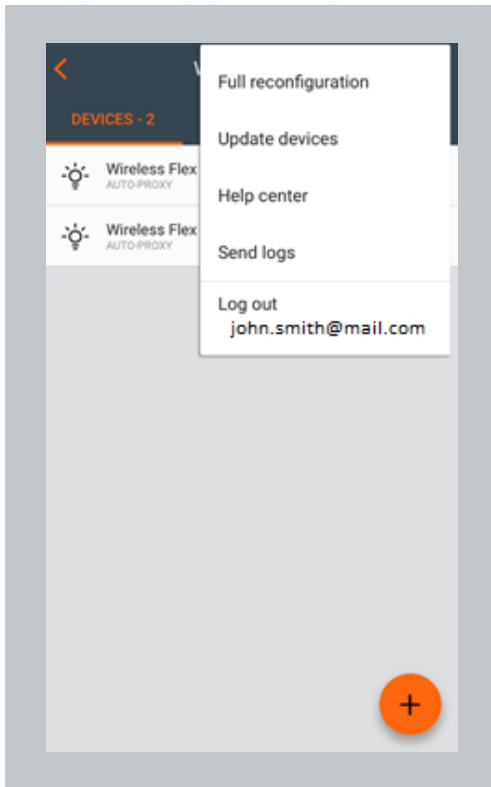 DEVICES - 2
Wireless Flex
AUTO-PROXY
Wireless Flex
AUTO-PROXY
Full reconfiguration
Update devices
Help center
Send logs
Log out
john.smith@mail.com